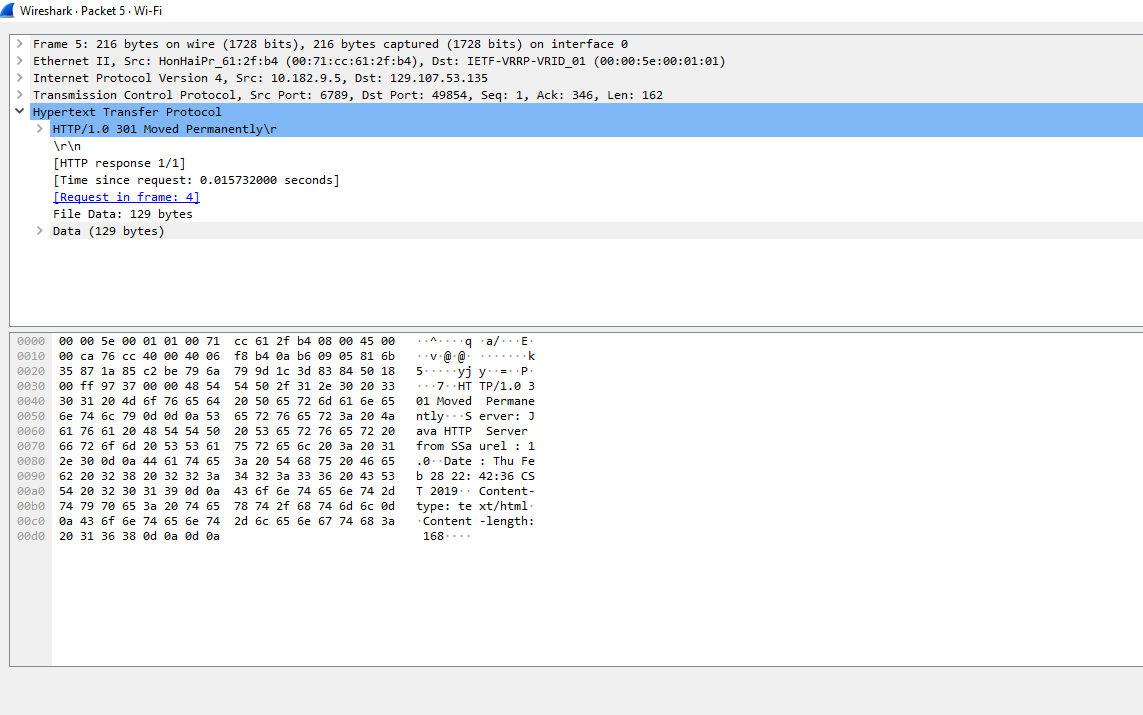 Wireshark · Packet 5 · Wi-Fi
Frame 5: 216 bytes on wire (1728 bits), 216 bytes captured (1728 bits) on interface 0
Ethernet II, Src: HonHaiPr_61:2f:b4 (00:71:cc:61:2f:b4), Dst: IETF-VRRP-VRID_01 (00:00:5e:00:01:01)
Internet Protocol Version 4, Src: 10.182.9.5, Dst: 129.107.53.135
Transmission Control Protocol, Src Port: 6789, Dst Port: 49854, Seq: 1, Ack: 346, Len: 162
Hypertext Transfer Protocol
HTTP/1.0 301 Moved Permanently\r
\r\n
[HTTP response 1/1]
[Time since request: 0.015732000 seconds]
[Request in frame: 4]
File Data: 129 bytes
Data (129 bytes)
0000 00 00 5e 00 01 01 00 71 cc 61 2f b4 08 00 45 00 ··^····q ·a/···E·
0010 00 ca 76 cc 40 00 40 06 f8 b4 0a b6 09 05 81 6b ··v·@·@· ·······k
0020 35 87 1a 85 c2 be 79 6a 79 9d 1c 3d 83 84 50 18 5·····yj y··=··P·
0030 00 ff 97 37 00 00 48 54 54 50 2f 31 2e 30 20 33 ···7··HT TP/1.0 3
0040 30 31 20 4d 6f 76 65 64 20 50 65 72 6d 61 6e 65 01 Moved  Permane
0050 6e 74 6c 79 0d 0d 0a 53 65 72 76 65 72 3a 20 4a ntly···S erver: J
0060 61 76 61 20 48 54 54 50 20 53 65 72 76 65 72 20 ava HTTP  Server
0070 66 72 6f 6d 20 53 53 61 75 72 65 6c 20 3a 20 31 from SSa urel : 1
0080 2e 30 0d 0a 44 61 74 65 3a 20 54 68 75 20 46 65 .0··Date : Thu Fe
0090 62 20 32 38 20 32 32 3a 34 32 3a 33 36 20 43 53 b 28 22: 42:36 CS
00a0 54 20 32 30 31 39 0d 0a 43 6f 6e 74 65 6e 74 2d T 2019·· Content-
00b0 74 79 70 65 3a 20 74 65 78 74 2f 68 74 6d 6c 0d type: te xt/html·
00c0 0a 43 6f 6e 74 65 6e 74 2d 6c 65 6e 67 74 68 3a ·Content -length:
00d0 20 31 36 38 0d 0a 0d 0a 168····